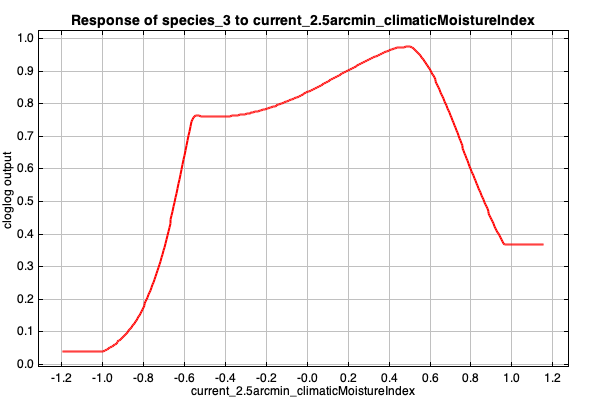 Response of species_3 to current_2.5arcmin_climaticMoistureIndex
1.0
0.9
0.8
0.7
0.6
0.5
0.4
0.3
0.2
0.1
0.0
cloglog output
-1.2 -1.0 -0.8 -0.6 -0.4 -0.2 -0.0 0.2 0.4 0.6 0.8 1.0 1.2
current_2.5arcmin_climaticMoistureIndex